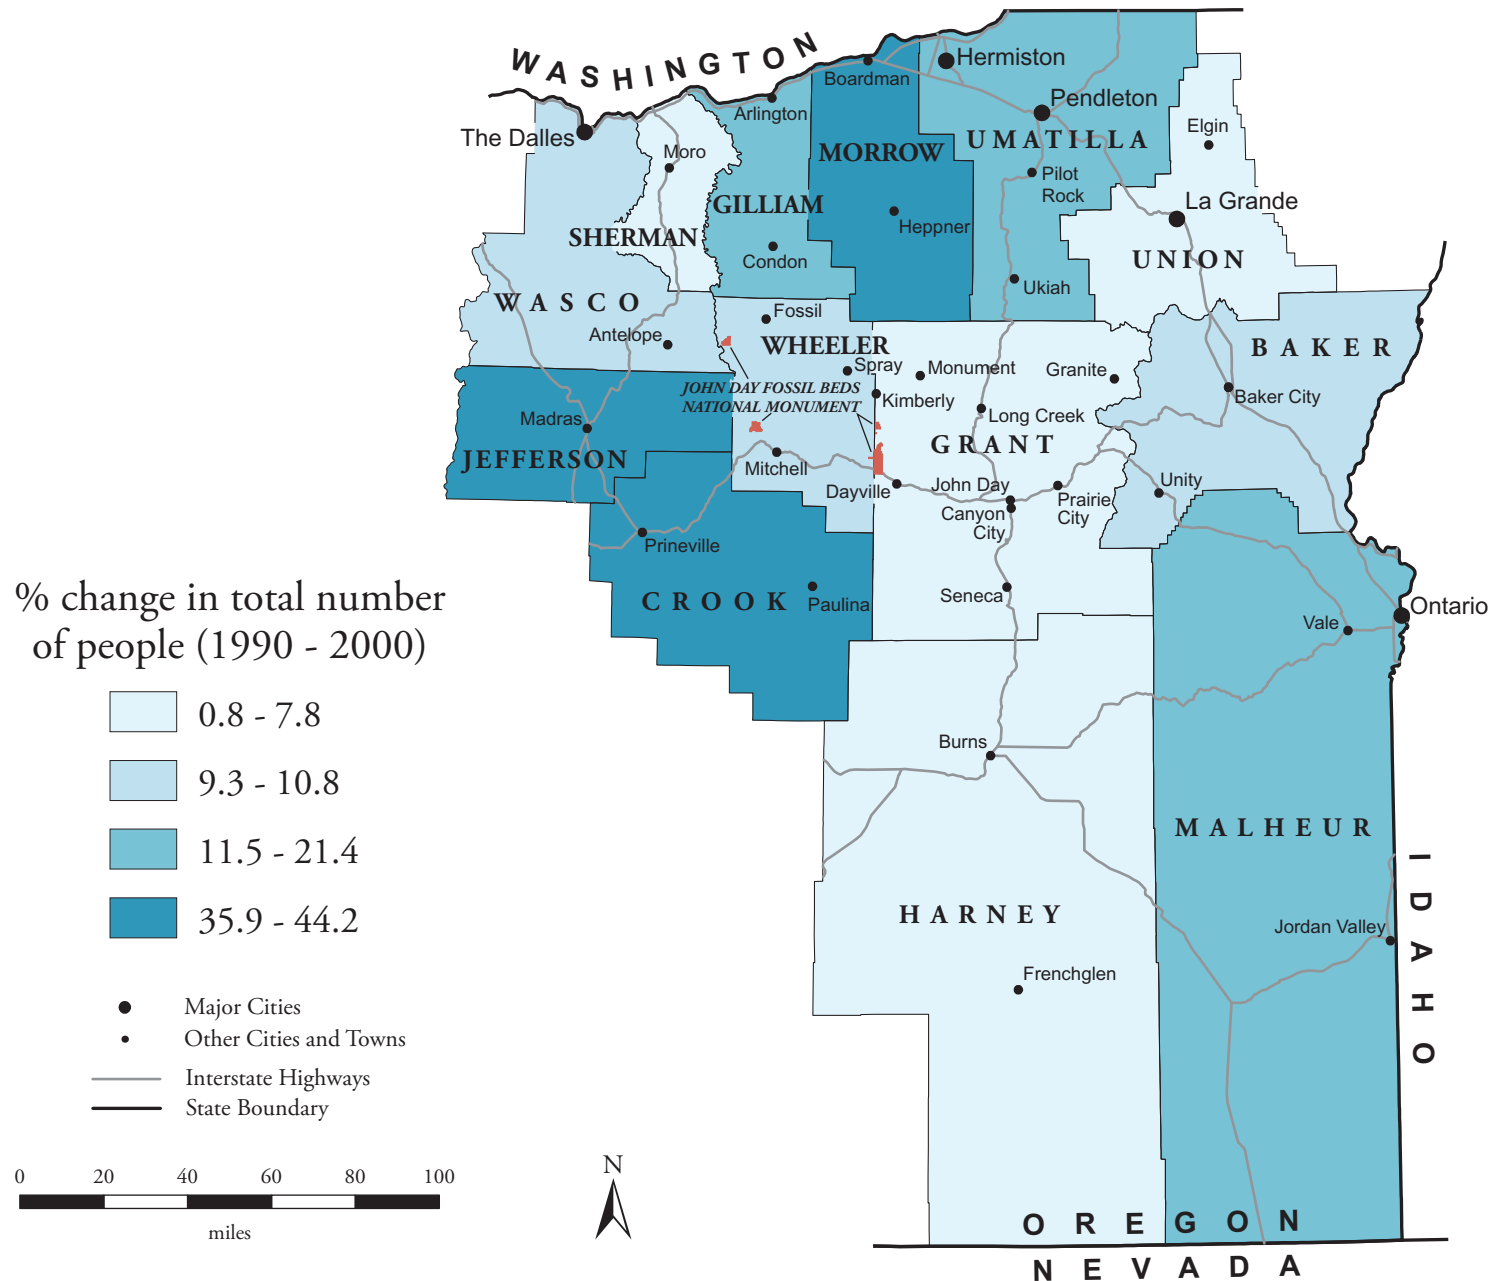 WASHINGTON
Hermiston
Boardman
Pendleton
Arlington
The Dalles
Elgin
UMATILLA
Moro
MORROW
Pilot
Rock
La Grande
GILLIAM
Heppner
SHERMAN
Condon
UNION
Ukiah
WASCO
Fossil
Antelope
WHEELER
BAKER
Spray
Monument
Granite
JOHN DAY FOSSIL BEDS
NATIONAL MONUMENT
Kimberly
Baker City
Long Creek
Madras
GRANT
JEFFERSON
Mitchell
Dayville
John Day
Canyon
City
Prairie
City
Unity
Prineville
CROOK
Paulina
Seneca
Ontario
Vale
% change in total number
of people (1990 - 2000)
0.8 - 7.8
9.3 - 10.8
11.5 - 21.4
35.9 - 44.2
Burns
MALHEUR
HARNEY
Jordan Valley
Frenchglen
IDAHO
Major Cities
Other Cities and Towns
Interstate Highways
State Boundary
0 20 40 60 80 100
miles
N
OREGON
NEVADA